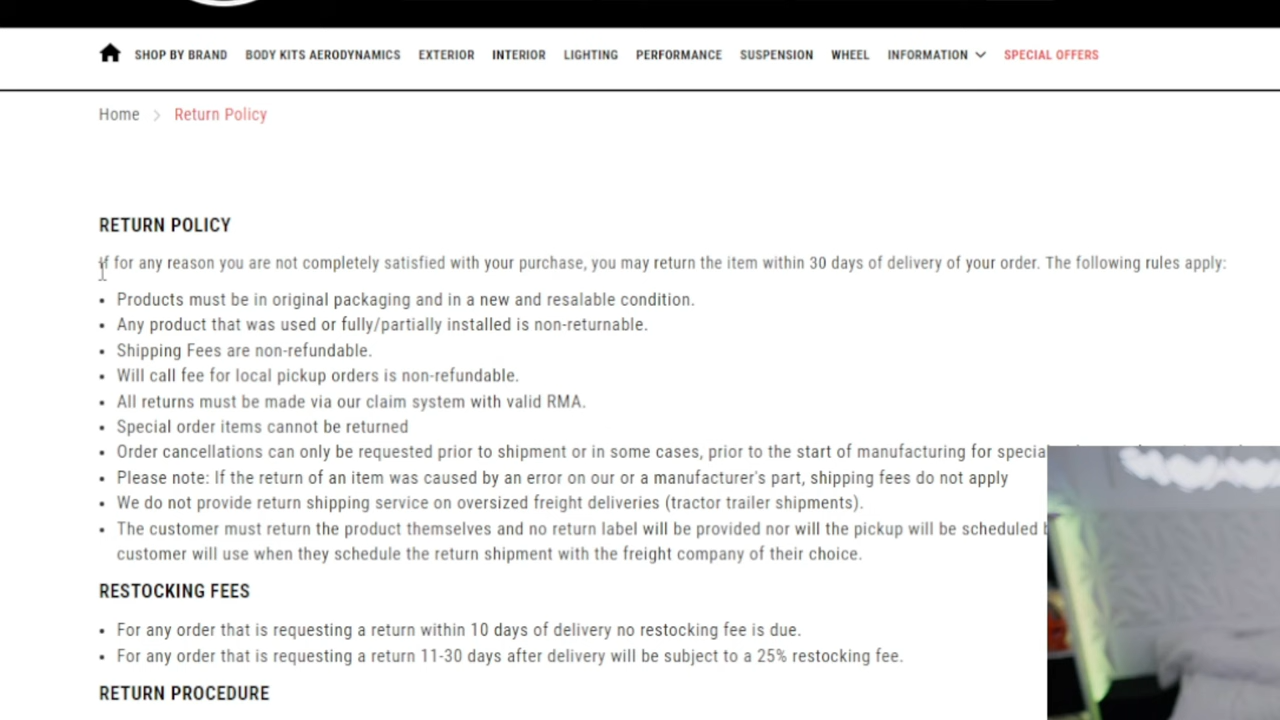 SHOP BY BRAND BODY KITS AERODYNAMICS EXTERIOR INTERIOR LIGHTING PERFORMANCE SUSPENSION WHEEL INFORMATION SPECIAL OFFERS
Home > Return Policy
RETURN POLICY
If for any reason you are not completely satisfied with your purchase, you may return the item within 30 days of delivery of your order. The following rules apply:
• Products must be in original packaging and in a new and resalable condition.
• Any product that was used or fully/partially installed is non-returnable.
• Shipping Fees are non-refundable.
• Will call fee for local pickup orders is non-refundable.
• All returns must be made via our claim system with valid RMA.
• Special order items cannot be returned
• Order cancellations can only be requested prior to shipment or in some cases, prior to the start of manufacturing for
• Please note: If the return of an item was caused by an error on our or a manufacturer's part, shipping fees do not apply
• We do not provide return shipping service on oversized freight deliveries (tractor trailer shipments).
• The customer must return the product themselves and no return label will be provided nor will the pickup will be scheduled
customer will use when they schedule the return shipment with the freight company of their choice.
RESTOCKING FEES
• For any order that is requesting a return within 10 days of delivery no restocking fee is due.
• For any order that is requesting a return 11-30 days after delivery will be subject to a 25% restocking fee.
RETURN PROCEDURE